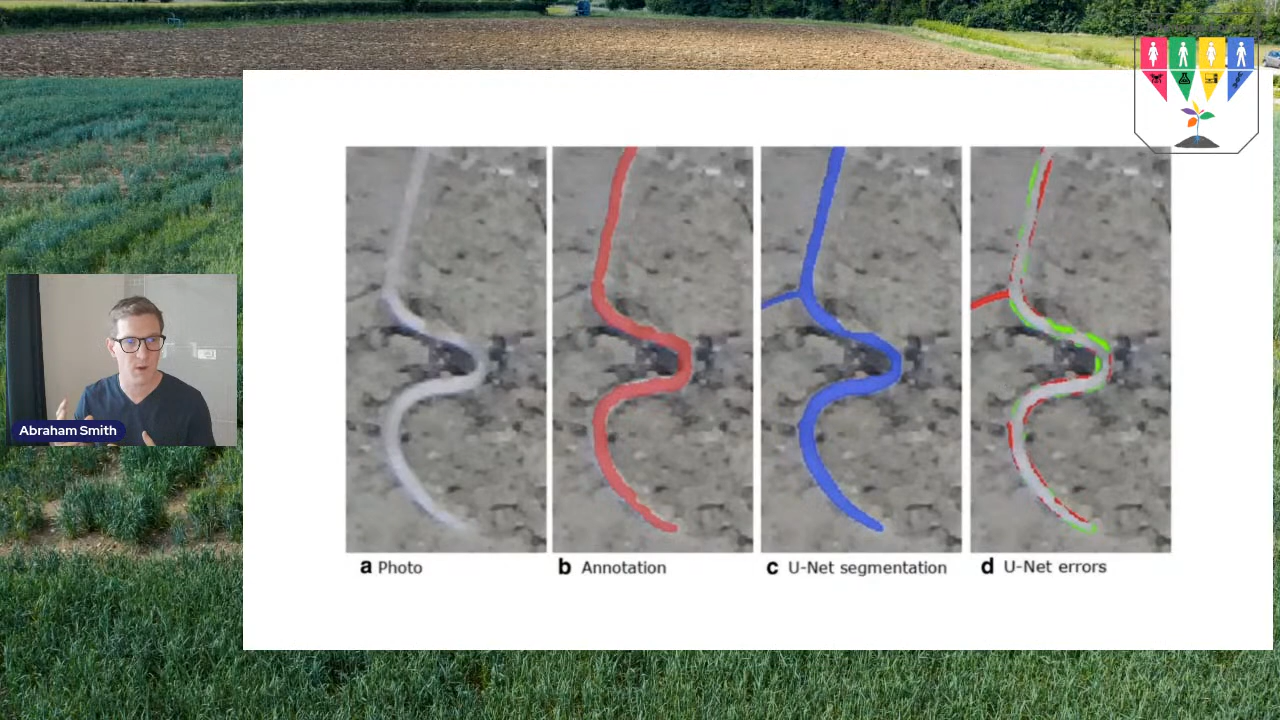 Abraham Smith
a Photo
b Annotation
c U-Net segmentation
d U-Net errors